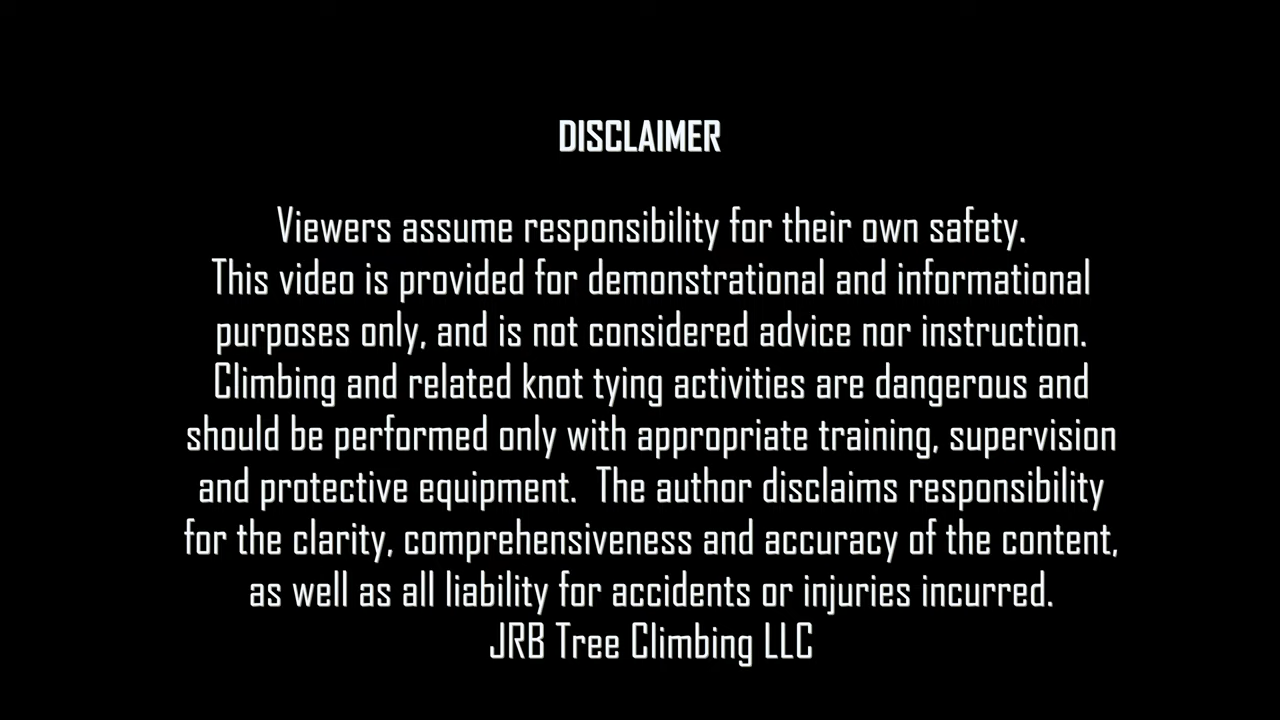 DISCLAIMER
Viewers assume responsibility for their own safety.
This video is provided for demonstrational and informational
purposes only, and is not considered advice nor instruction.
Climbing and related knot tying activities are dangerous and
should be performed only with appropriate training, supervision
and protective equipment.  The author disclaims responsibility
for the clarity, comprehensiveness and accuracy of the content,
as well as all liability for accidents or injuries incurred.
JRB Tree Climbing LLC